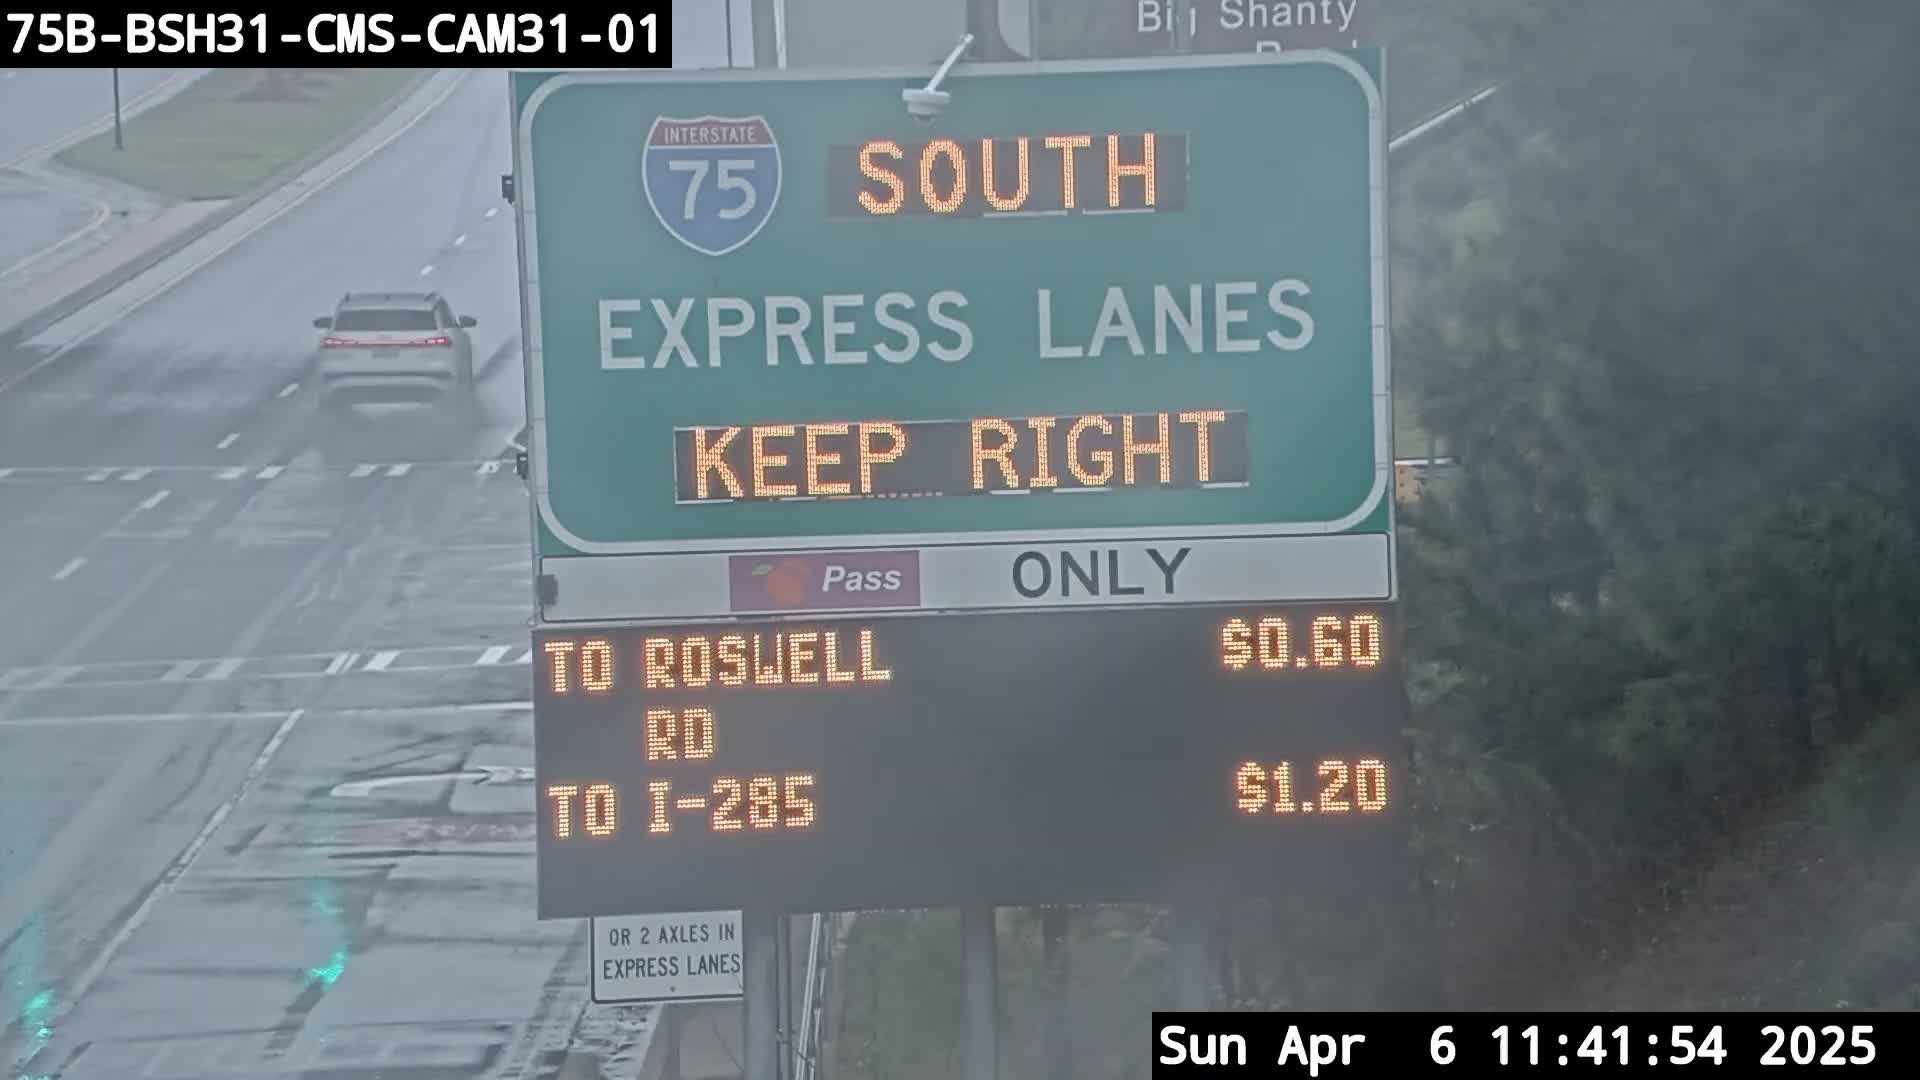 75B-BSH31-CMS-CAM31-01
Big Shanty
INTERSTATE
75
SOUTH
EXPRESS LANES
KEEP RIGHT
Pass ONLY
TO ROSWELL $0.60
RD
TO I-285 $1.20
OR 2 AXLES IN
EXPRESS LANES
Sun Apr 6 11:41:54 2025